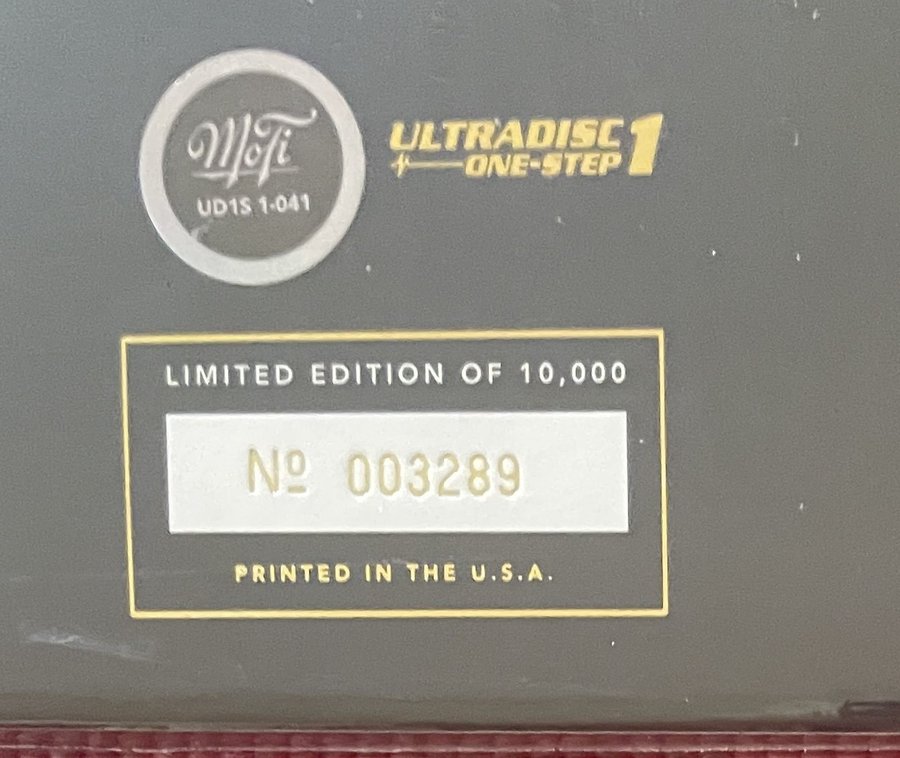 MoFi
UD1S 1-041
ULTRADISC 1
ONE-STEP
LIMITED EDITION OF 10,000
Nº 003289
PRINTED IN THE U.S.A.